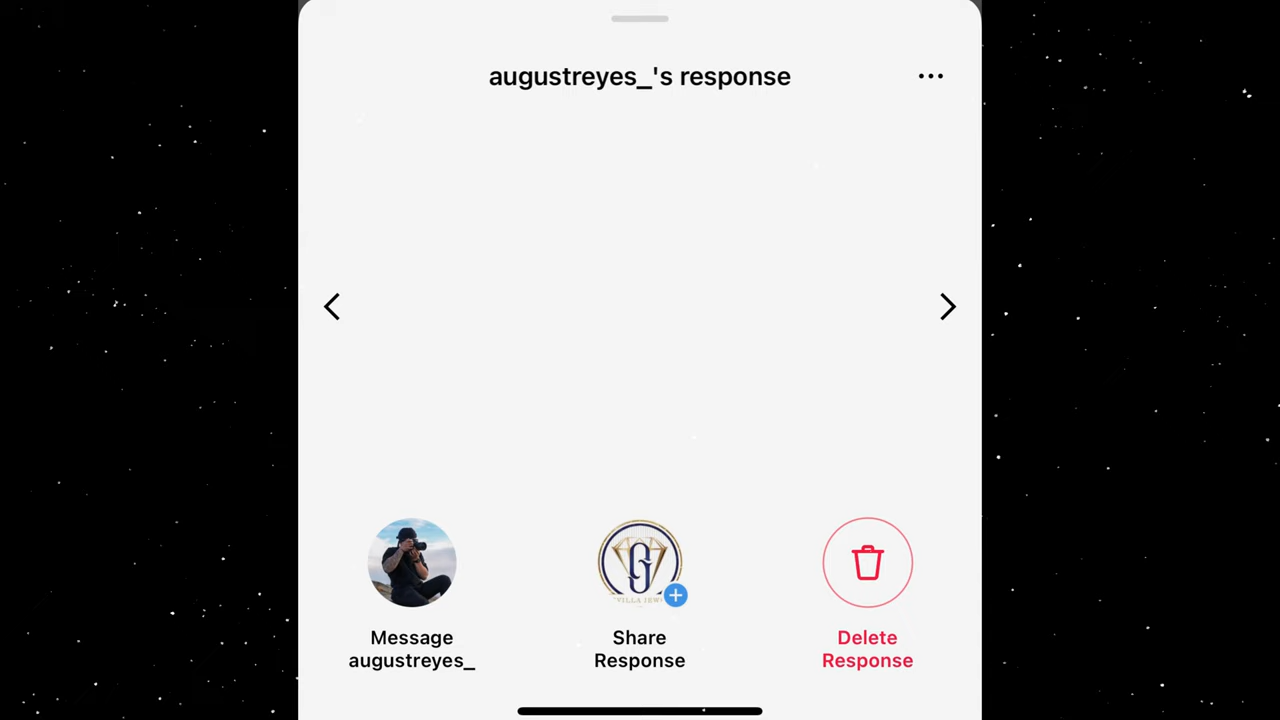 augustreyes_'s response
Message
augustreyes_
Share
Response
Delete
Response